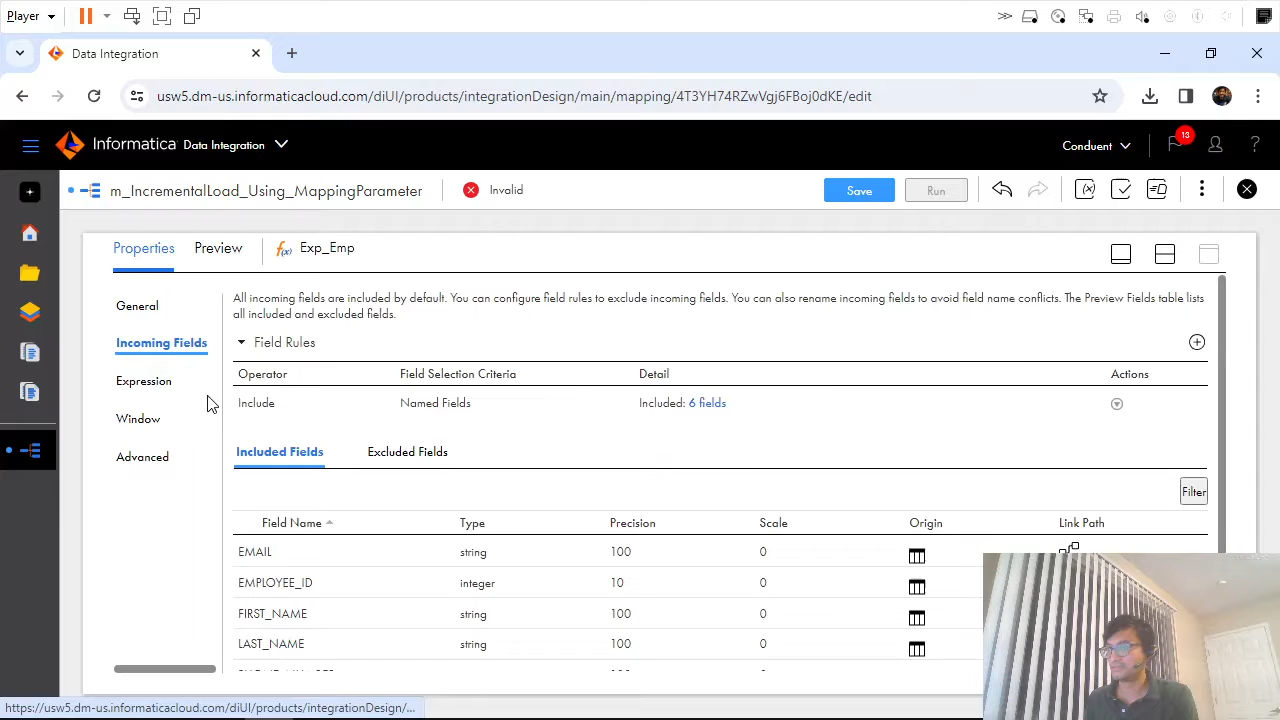 Player
Data Integration
usw5.dm-us.informaticacloud.com/diUI/products/integrationDesign/main/mapping/4T3YH74RZwVgj6FBoj0dKE/edit
Informatica Data Integration
Conduent
13
m_IncrementalLoad_Using_MappingParameter
Invalid
Save
Run
Properties
Preview
Exp_Emp
General
Incoming Fields
Expression
Window
Advanced
All incoming fields are included by default. You can configure field rules to exclude incoming fields. You can also rename incoming fields to avoid field name conflicts. The Preview Fields table lists
all included and excluded fields.
Field Rules
Operator Field Selection Criteria Detail Actions
Include Named Fields Included: 6 fields
Included Fields Excluded Fields
Filter
Field Name Type Precision Scale Origin Link Path
EMAIL string 100 0
EMPLOYEE_ID integer 10 0
FIRST_NAME string 100 0
LAST_NAME string 100 0
https://usw5.dm-us.informaticacloud.com/diUI/products/integrationDesign/...